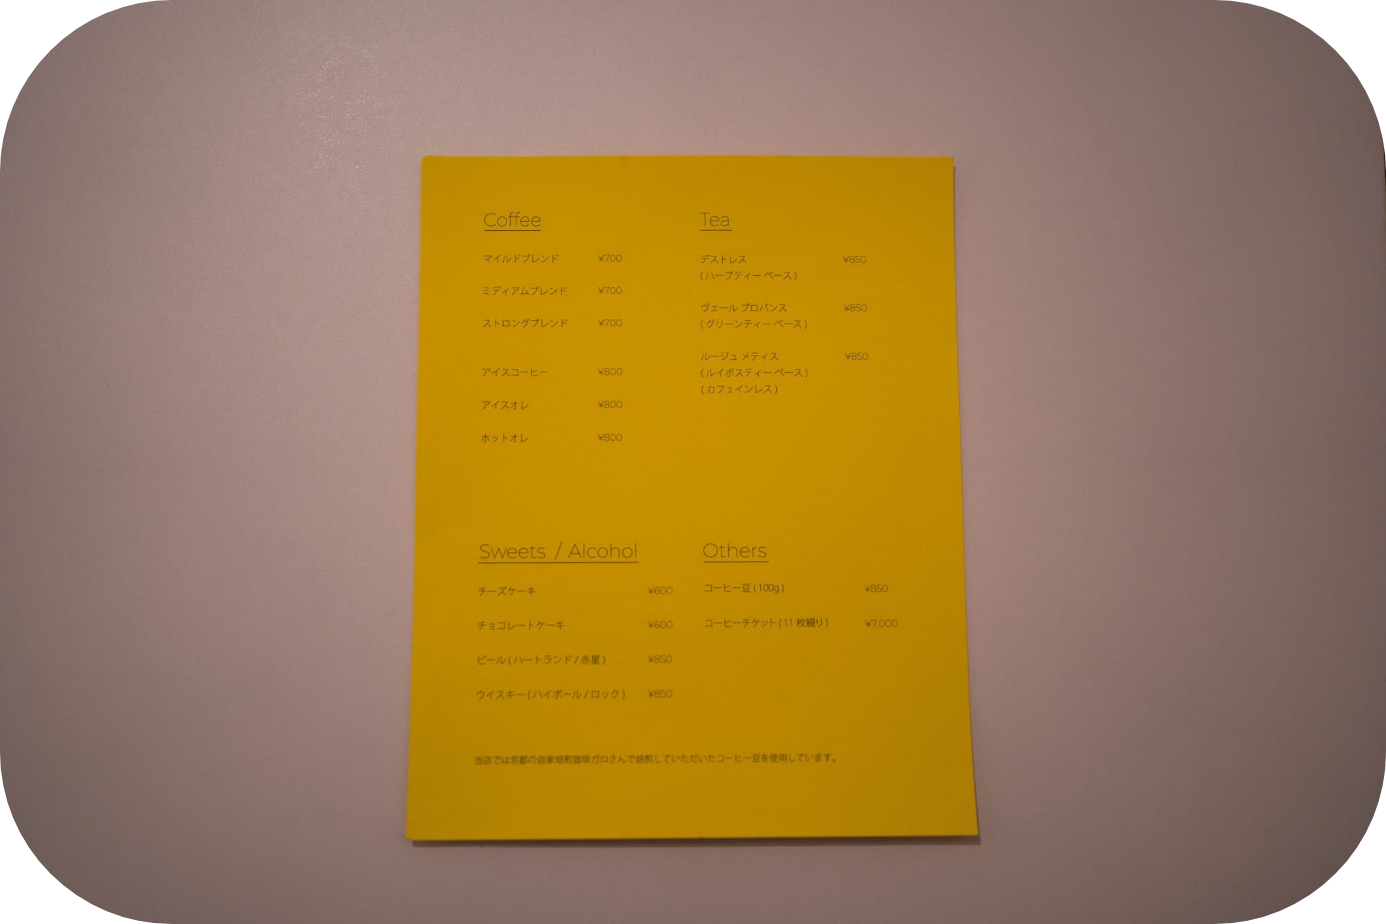 Coffee
マイルドブレンド ¥700
ミディアムブレンド ¥700
ストロングブレンド ¥700
アイスコーヒー ¥800
アイスオレ ¥800
ホットオレ ¥800
Tea
デストレス ¥850
(ハーブティーベース)
ヴェール プロバンス ¥850
(グリーンティーベース)
ルージュ メティス ¥850
(ルイボスティーベース)
(カフェインレス)
Sweets / Alcohol
チーズケーキ ¥600
チョコレートケーキ ¥600
ビール(ハートランド/赤星) ¥850
ウイスキー(ハイボール/ロック) ¥850
Others
コーヒー豆(100g) ¥850
コーヒーチケット(11枚綴り) ¥7,000
当店では京都の自家焙煎珈琲ガロさんで焙煎していただいたコーヒー豆を使用しています。